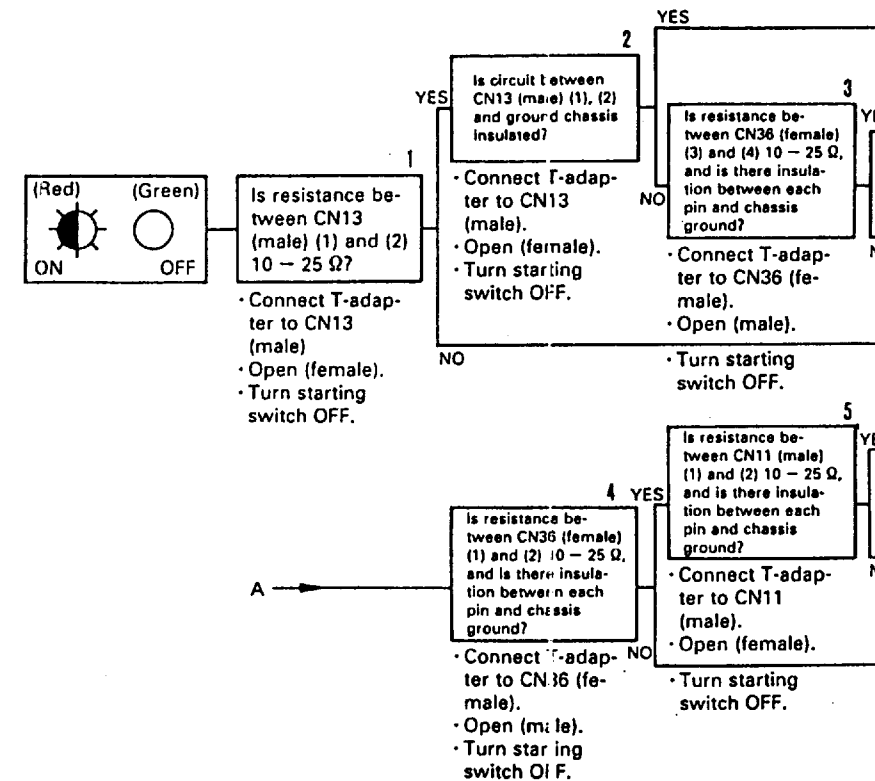 (Red) (Green)
ON OFF
1
Is resistance be-
tween CN13
(male) (1) and (2)
10 – 25 Ω?
· Connect T-adap-
ter to CN13
(male)
· Open (female).
· Turn starting
switch OFF.
YES
NO
2
Is circuit between
CN13 (male) (1), (2)
and ground chassis
insulated?
· Connect T-adap-
ter to CN13
(male).
· Open (female).
· Turn starting
switch OFF.
YES
NO
3
Is resistance be-
tween CN36 (female)
(3) and (4) 10 – 25 Ω,
and is there insula-
tion between each
pin and chassis
ground?
· Connect T-adap-
ter to CN36 (fe-
male).
· Open (male).
· Turn starting
switch OFF.
A
4
Is resistance be-
tween CN36 (female)
(1) and (2) 10 – 25 Ω,
and is there insula-
tion between each
pin and chassis
ground?
· Connect T-adap-
ter to CN36 (fe-
male).
· Open (male).
· Turn starting
switch OFF.
YES
NO
5
Is resistance be-
tween CN11 (male)
(1) and (2) 10 – 25 Ω,
and is there insula-
tion between each
pin and chassis
ground?
· Connect T-adap-
ter to CN11
(male).
· Open (female).
· Turn starting
switch OFF.